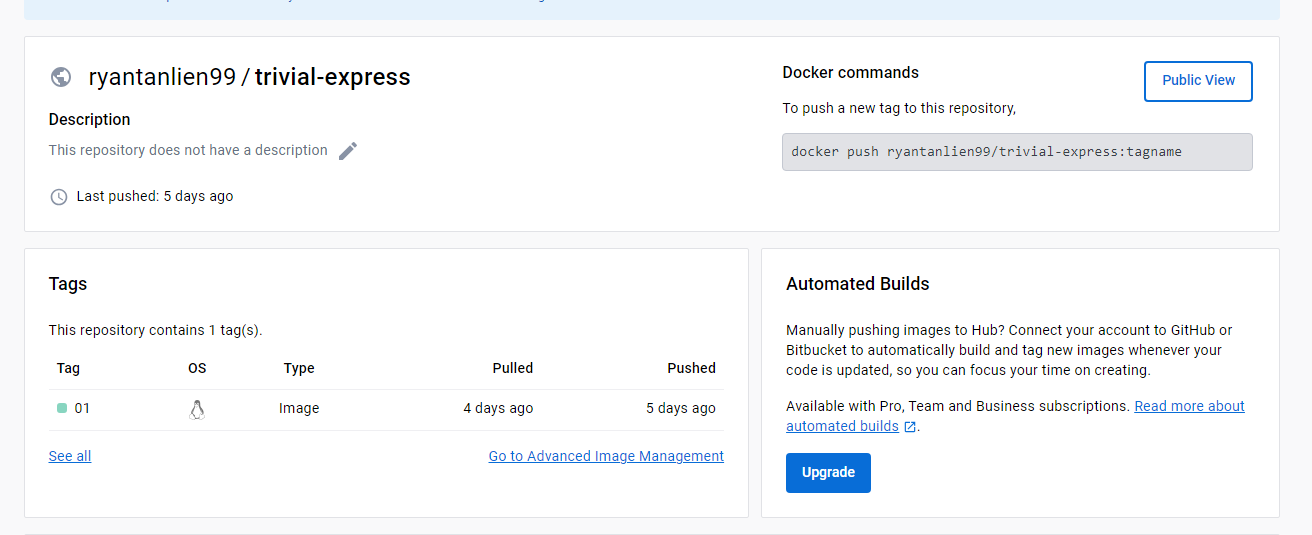 ryantanlien99 / trivial-express
Description
This repository does not have a description
Last pushed: 5 days ago
Docker commands
Public View
To push a new tag to this repository,
docker push ryantanlien99/trivial-express:tagname
Tags
This repository contains 1 tag(s).
Tag OS Type Pulled Pushed
01 Image 4 days ago 5 days ago
See all Go to Advanced Image Management
Automated Builds
Manually pushing images to Hub? Connect your account to GitHub or
Bitbucket to automatically build and tag new images whenever your
code is updated, so you can focus your time on creating.
Available with Pro, Team and Business subscriptions. Read more about
automated builds .
Upgrade